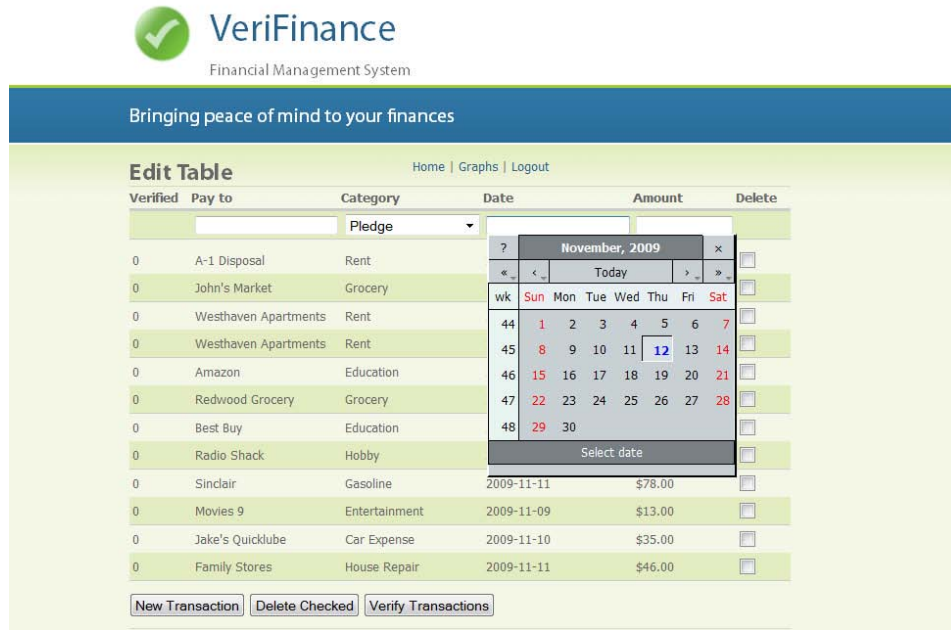 VeriFinance
Financial Management System
Bringing peace of mind to your finances
Edit Table
Home | Graphs | Logout
Verified Pay to Category Date Amount Delete
Pledge
? November, 2009 ×
« ‹ Today › »
wk Sun Mon Tue Wed Thu Fri Sat
44 1 2 3 4 5 6 7
45 8 9 10 11 12 13 14
46 15 16 17 18 19 20 21
47 22 23 24 25 26 27 28
48 29 30
Select date
0 A-1 Disposal Rent
0 John's Market Grocery
0 Westhaven Apartments Rent
0 Westhaven Apartments Rent
0 Amazon Education
0 Redwood Grocery Grocery
0 Best Buy Education
0 Radio Shack Hobby
0 Sinclair Gasoline 2009-11-11 $78.00
0 Movies 9 Entertainment 2009-11-09 $13.00
0 Jake's Quicklube Car Expense 2009-11-10 $35.00
0 Family Stores House Repair 2009-11-11 $46.00
New Transaction Delete Checked Verify Transactions